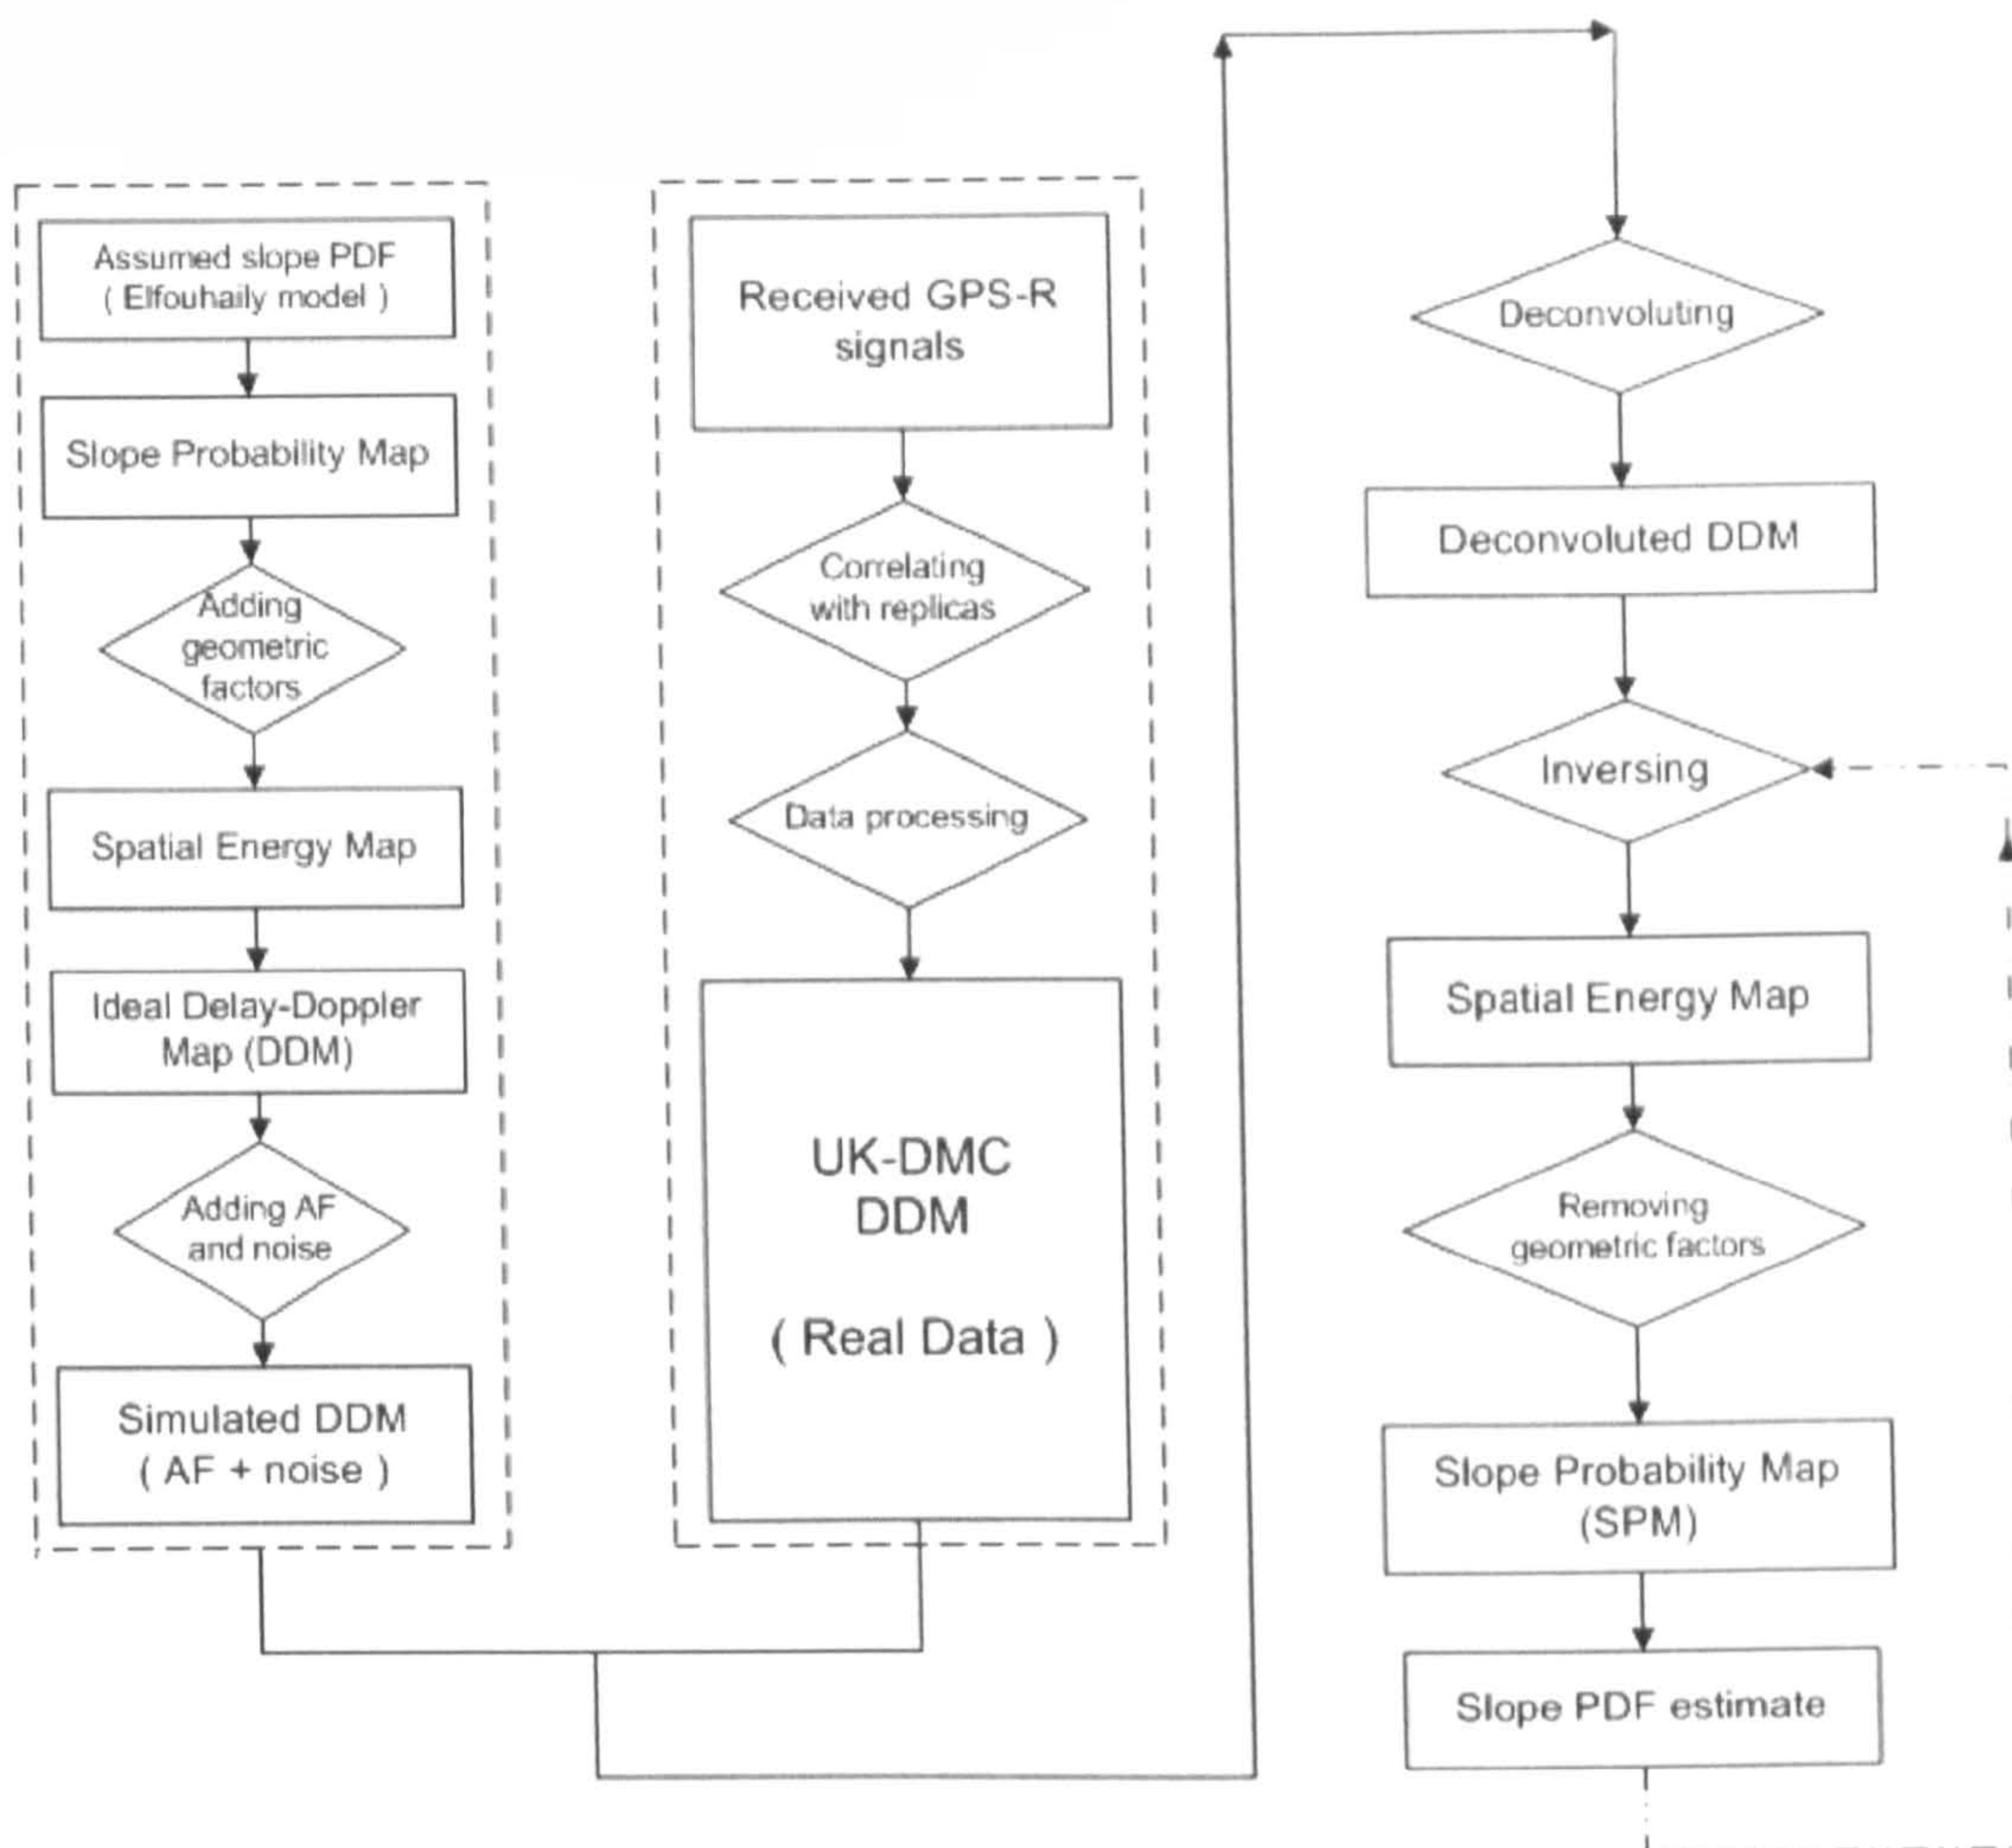 Assumed slope PDF
( Elfouhaily model )
Slope Probability Map
Adding
geometric
factors
Spatial Energy Map
Ideal Delay-Doppler
Map (DDM)
Adding AF
and noise
Simulated DDM
( AF + noise )
Received GPS-R
signals
Correlating
with replicas
Data processing
UK-DMC
DDM
( Real Data )
Deconvoluting
Deconvoluted DDM
Inversing
Spatial Energy Map
Removing
geometric factors
Slope Probability Map
(SPM)
Slope PDF estimate